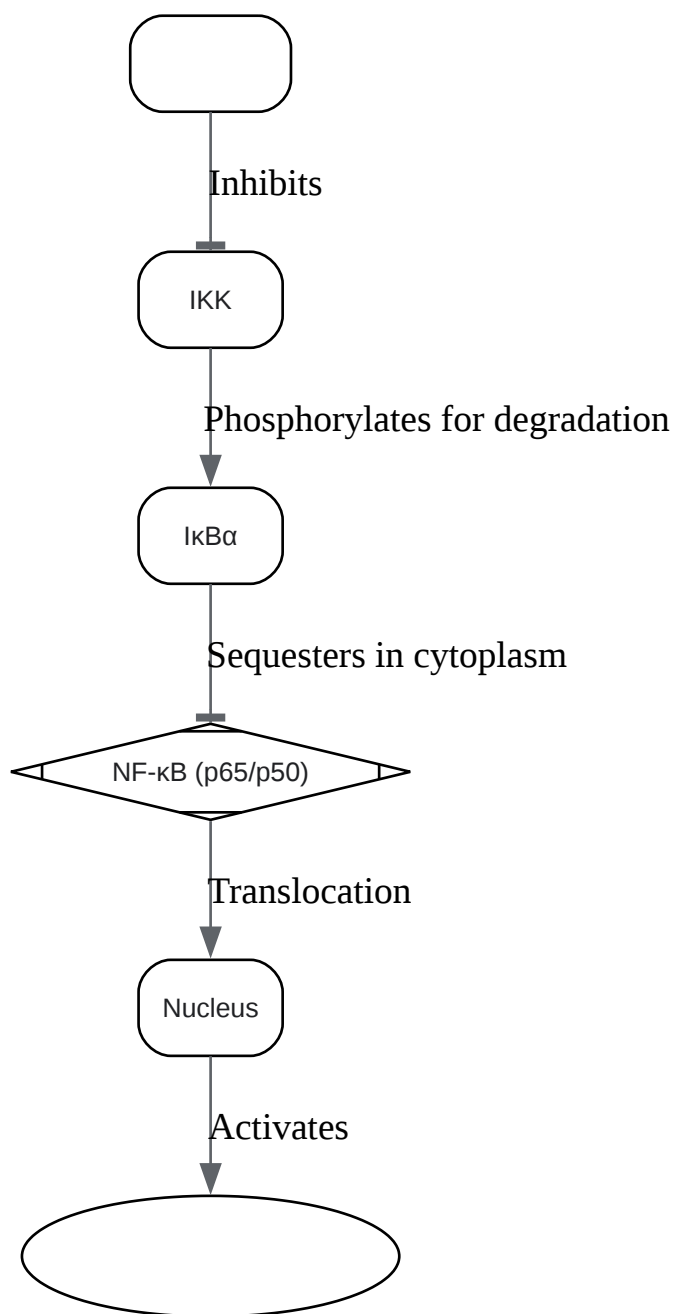 Inhibits
IKK
Phosphorylates for degradation
IκBα
Sequesters in cytoplasm
NF-κB (p65/p50)
Translocation
Nucleus
Activates